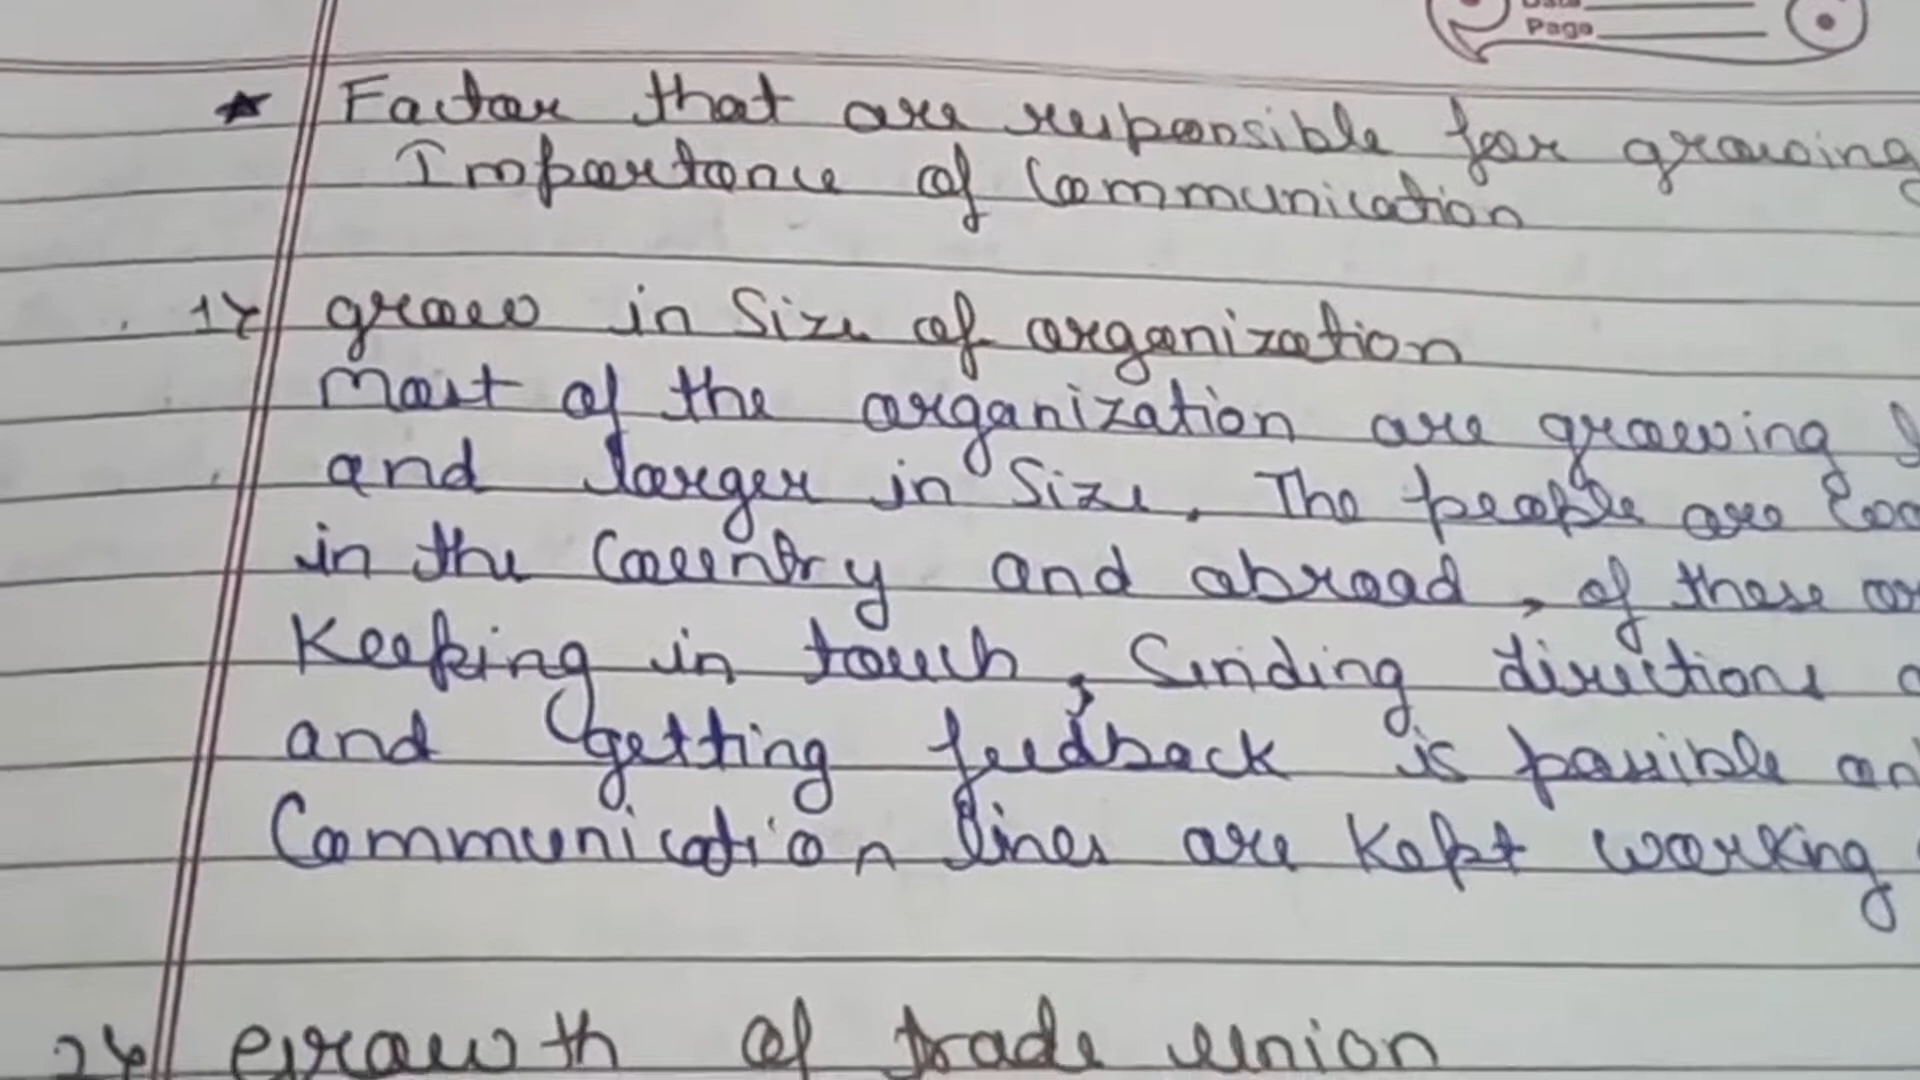 Date
Page
★ Factor that are responsible for growing
Importance of Communication
1) grow in Size of organization
Most of the organization are growing
and larger in Size. The people are
in the Country and abroad, of these
Keeping in touch, Sending directions
and getting feedback is possible
Communication lines are Kept working
2) Growth of trade union